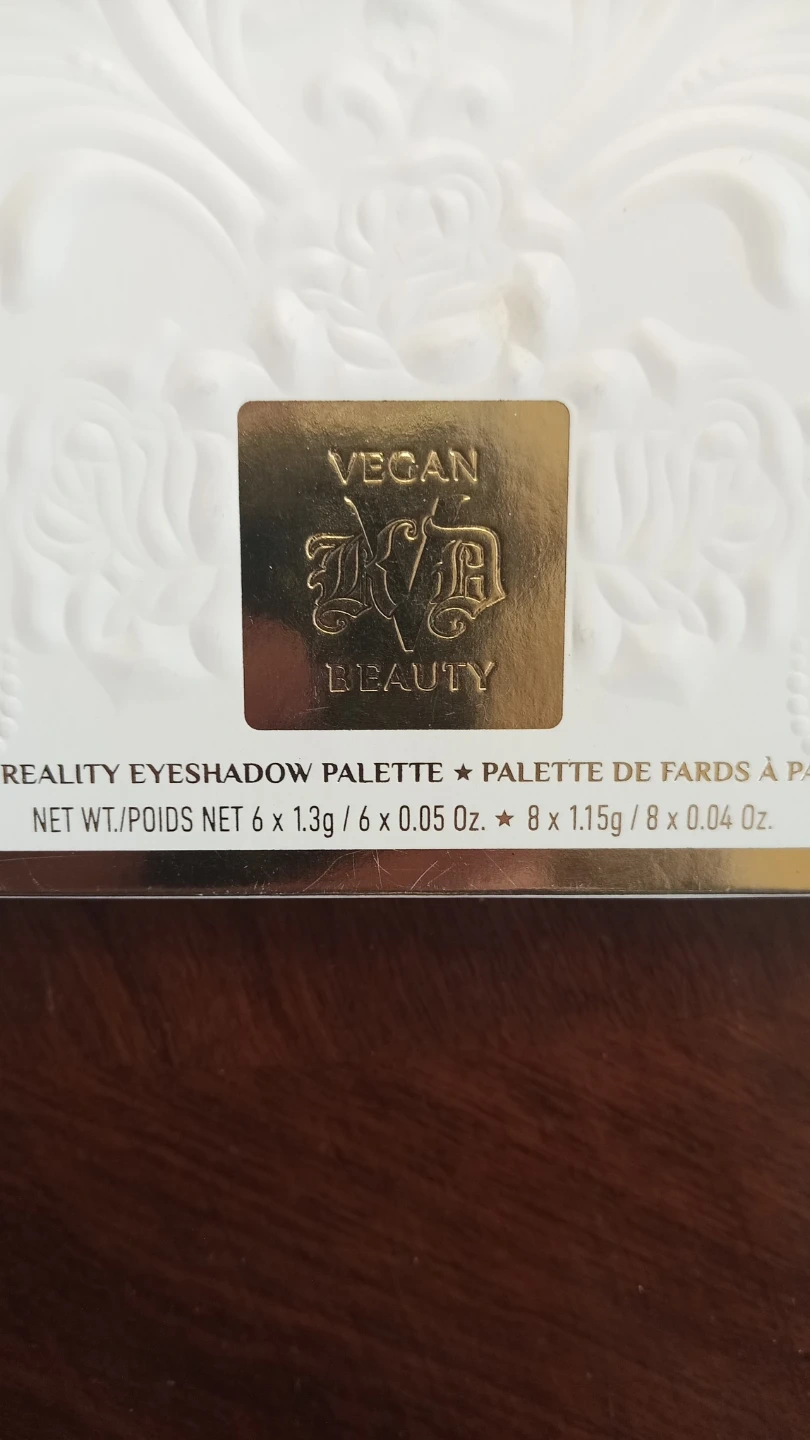 VEGAN
KVD
BEAUTY
REALITY EYESHADOW PALETTE ★ PALETTE DE FARDS À PA
NET WT./POIDS NET 6 x 1.3g / 6 x 0.05 Oz. ★ 8 x 1.15g / 8 x 0.04 Oz.